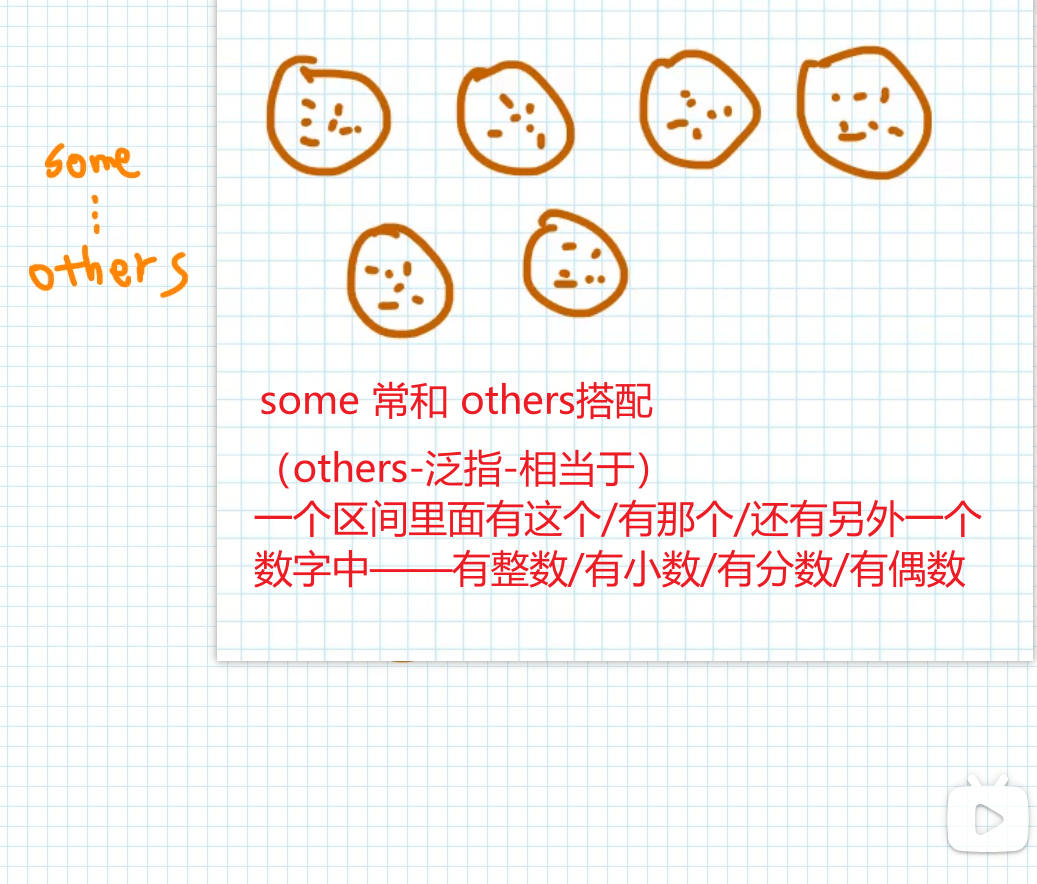 some
⋮
others
some 常和 others搭配
（others-泛指-相当于）
一个区间里面有这个/有那个/还有另外一个
数字中——有整数/有小数/有分数/有偶数